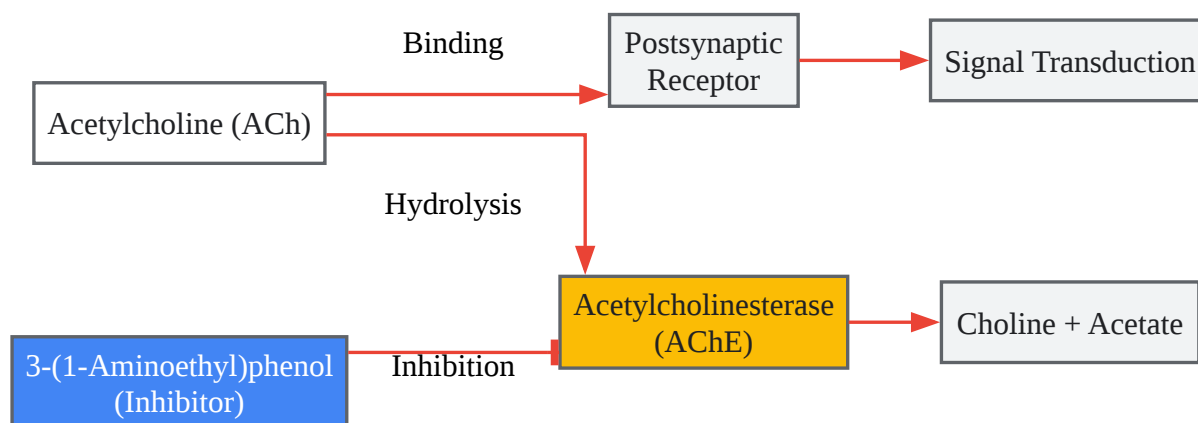 Binding
Postsynaptic
Receptor
Signal Transduction
Acetylcholine (ACh)
Hydrolysis
Acetylcholinesterase
(AChE)
Choline + Acetate
3-(1-Aminoethyl)phenol
(Inhibitor)
Inhibition